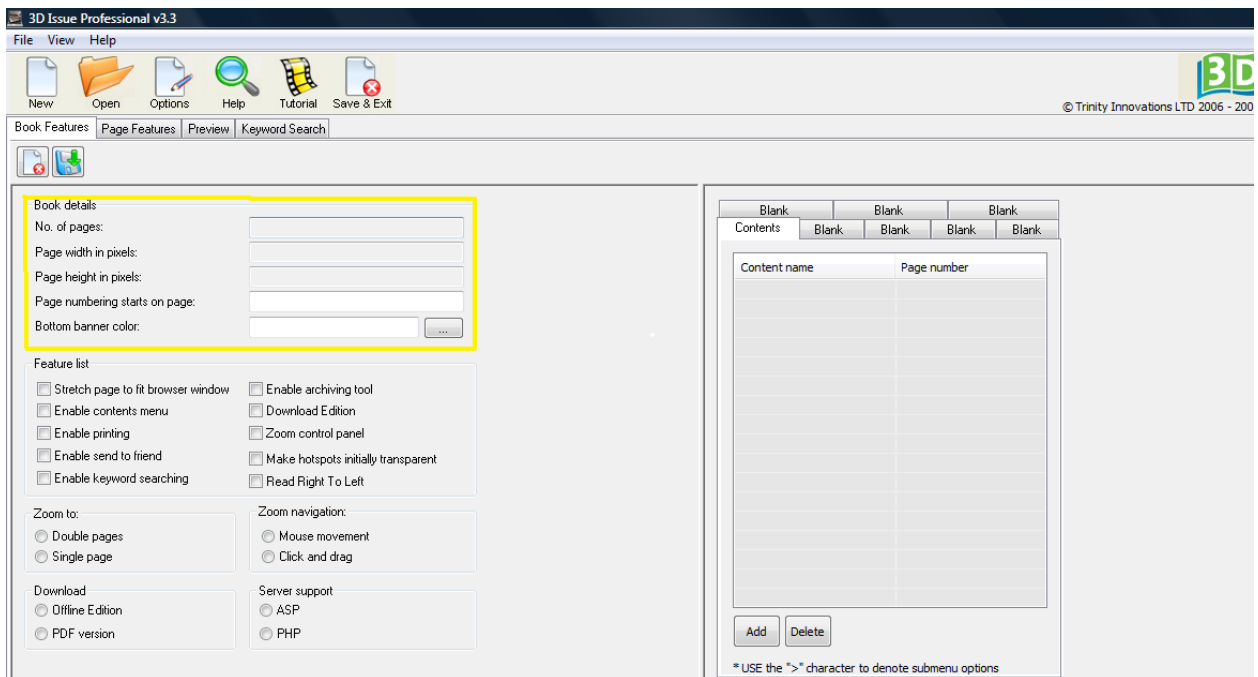 3D Issue Professional v3.3
File View Help
New Open Options Help Tutorial Save & Exit
3D
© Trinity Innovations LTD 2006 - 200
Book Features Page Features Preview Keyword Search
Book details
No. of pages:
Page width in pixels:
Page height in pixels:
Page numbering starts on page:
Bottom banner color:
...
Feature list
Stretch page to fit browser window
Enable archiving tool
Enable contents menu
Download Edition
Enable printing
Zoom control panel
Enable send to friend
Make hotspots initially transparent
Enable keyword searching
Read Right To Left
Zoom to:
Double pages
Single page
Zoom navigation:
Mouse movement
Click and drag
Download
Offline Edition
PDF version
Server support
ASP
PHP
Blank Blank Blank
Contents Blank Blank Blank Blank
Content name Page number
Add Delete
* USE the ">" character to denote submenu options